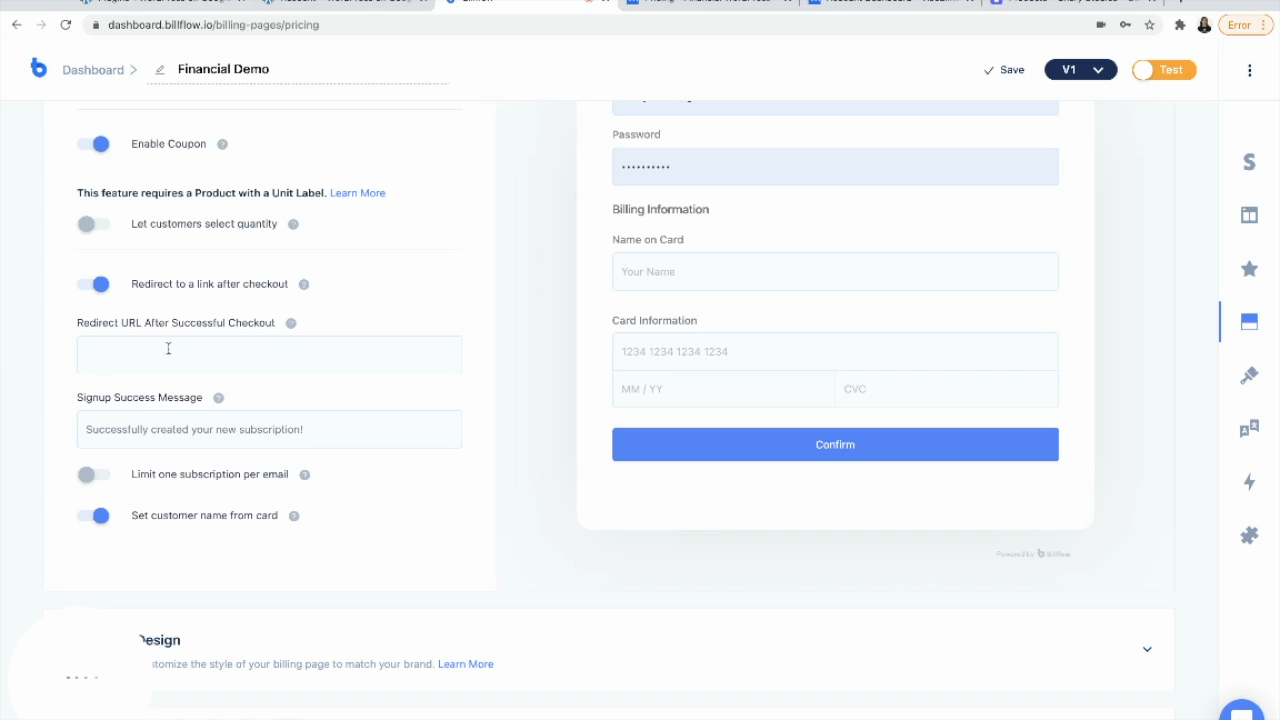 dashboard.billflow.io/billing-pages/pricing
Error
Dashboard > Financial Demo
Save
V1
Test
Enable Coupon ?
This feature requires a Product with a Unit Label. Learn More
Let customers select quantity ?
Redirect to a link after checkout ?
Redirect URL After Successful Checkout ?
Signup Success Message ?
Successfully created your new subscription!
Limit one subscription per email ?
Set customer name from card ?
Password
••••••••••
Billing Information
Name on Card
Your Name
Card Information
1234 1234 1234 1234
MM / YY
CVC
Confirm
Powered by Billflow
esign
stomize the style of your billing page to match your brand. Learn More